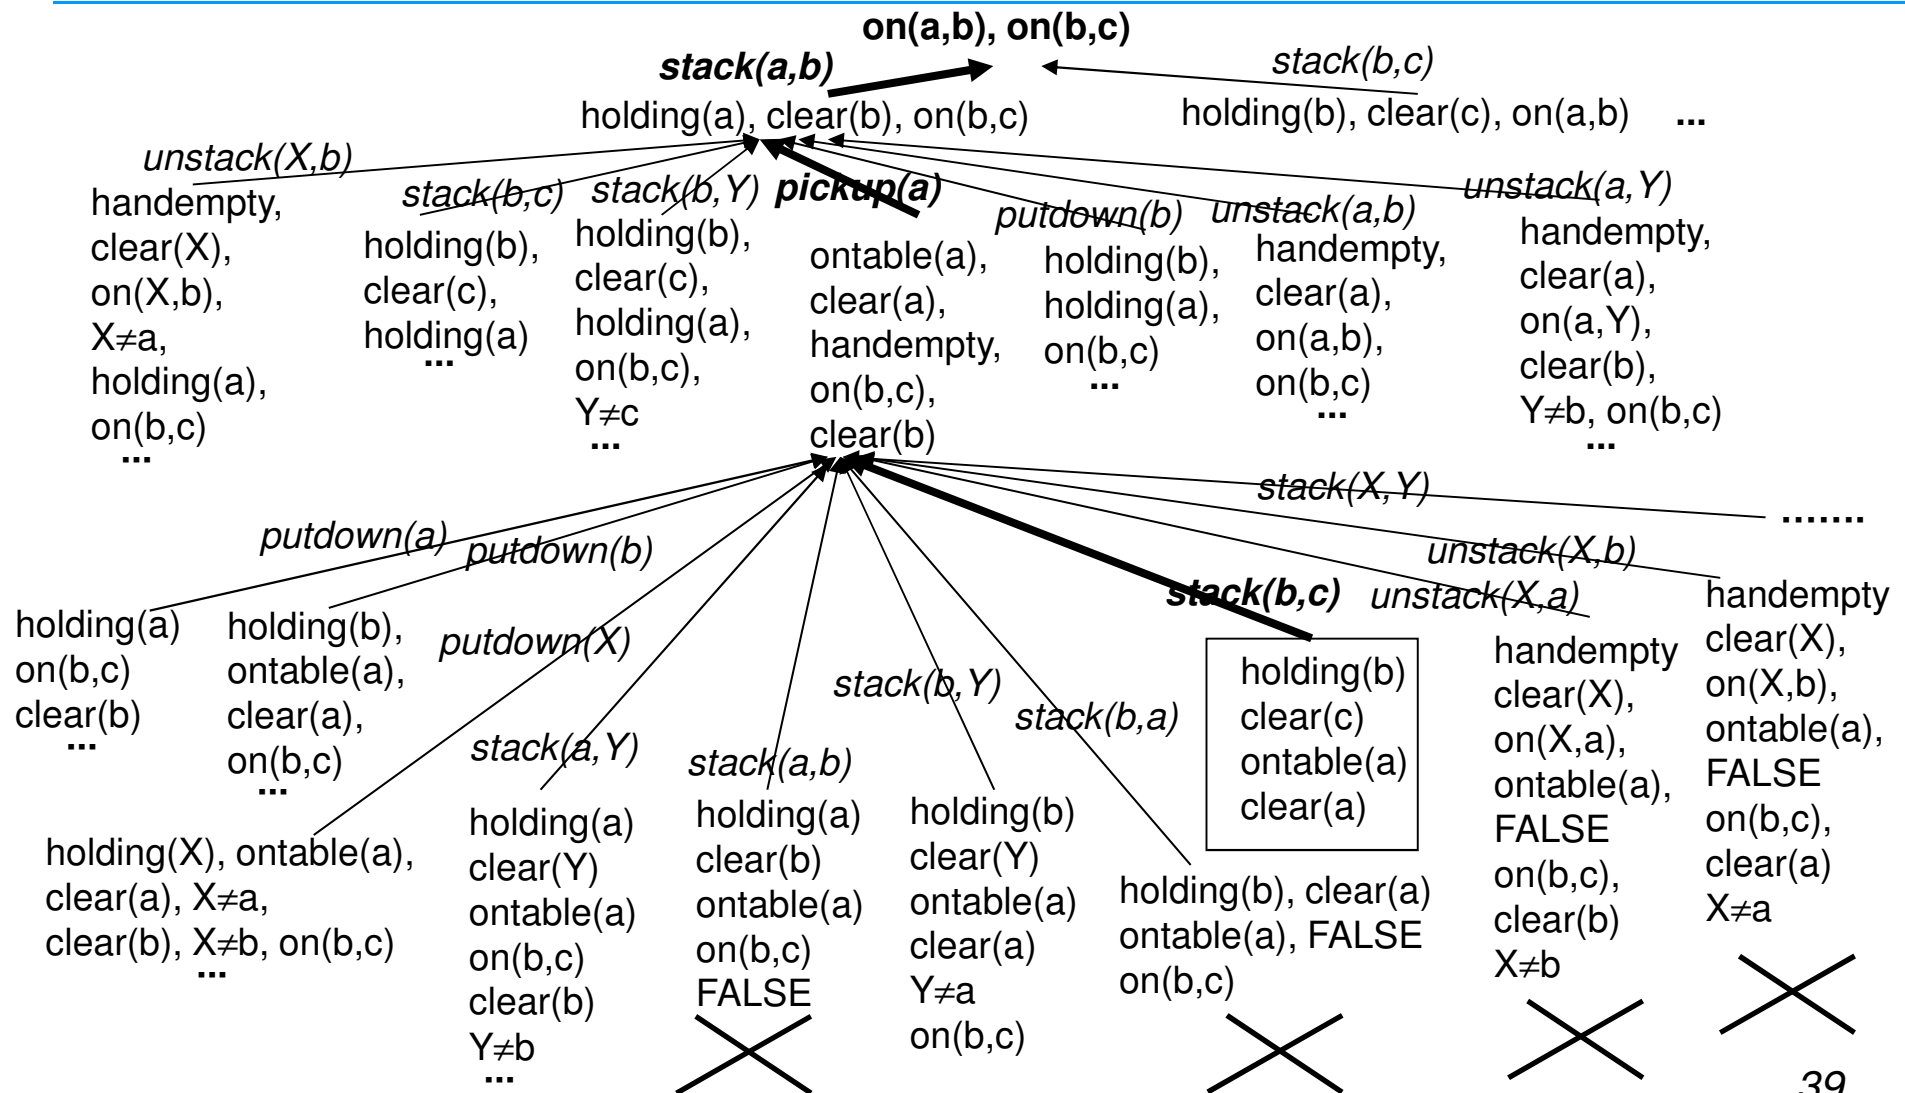 on(a,b), on(b,c)
stack(a,b)
stack(b,c)
holding(a), clear(b), on(b,c)
holding(b), clear(c), on(a,b) ...
unstack(X,b)
handempty,
clear(X),
on(X,b),
X≠a,
holding(a),
on(b,c)
...
stack(b,c)
holding(b),
clear(c),
holding(a)
...
stack(b,Y)
holding(b),
clear(c),
holding(a),
on(b,c),
Y≠c
...
pickup(a)
ontable(a),
clear(a),
handempty,
on(b,c),
clear(b)
putdown(b)
holding(b),
holding(a),
on(b,c)
...
unstack(a,b)
handempty,
clear(a),
on(a,b),
on(b,c)
...
unstack(a,Y)
handempty,
clear(a),
on(a,Y),
clear(b),
Y≠b, on(b,c)
...
putdown(a)
holding(a)
on(b,c)
clear(b)
...
putdown(b)
holding(b),
ontable(a),
clear(a),
on(b,c)
...
putdown(X)
holding(X), ontable(a),
clear(a), X≠a,
clear(b), X≠b, on(b,c)
...
stack(a,Y)
holding(a)
clear(Y)
ontable(a)
on(b,c)
clear(b)
Y≠b
...
stack(a,b)
holding(a)
clear(b)
ontable(a)
on(b,c)
FALSE
stack(b,Y)
holding(b)
clear(Y)
ontable(a)
clear(a)
Y≠a
on(b,c)
stack(b,a)
holding(b), clear(a)
ontable(a), FALSE
on(b,c)
stack(b,c)
holding(b)
clear(c)
ontable(a)
clear(a)
unstack(X,a)
handempty
clear(X),
on(X,a),
ontable(a),
FALSE
on(b,c),
clear(b)
X≠b
unstack(X,b)
handempty
clear(X),
on(X,b),
ontable(a),
FALSE
on(b,c),
clear(a)
X≠a
stack(X,Y)
.......
39